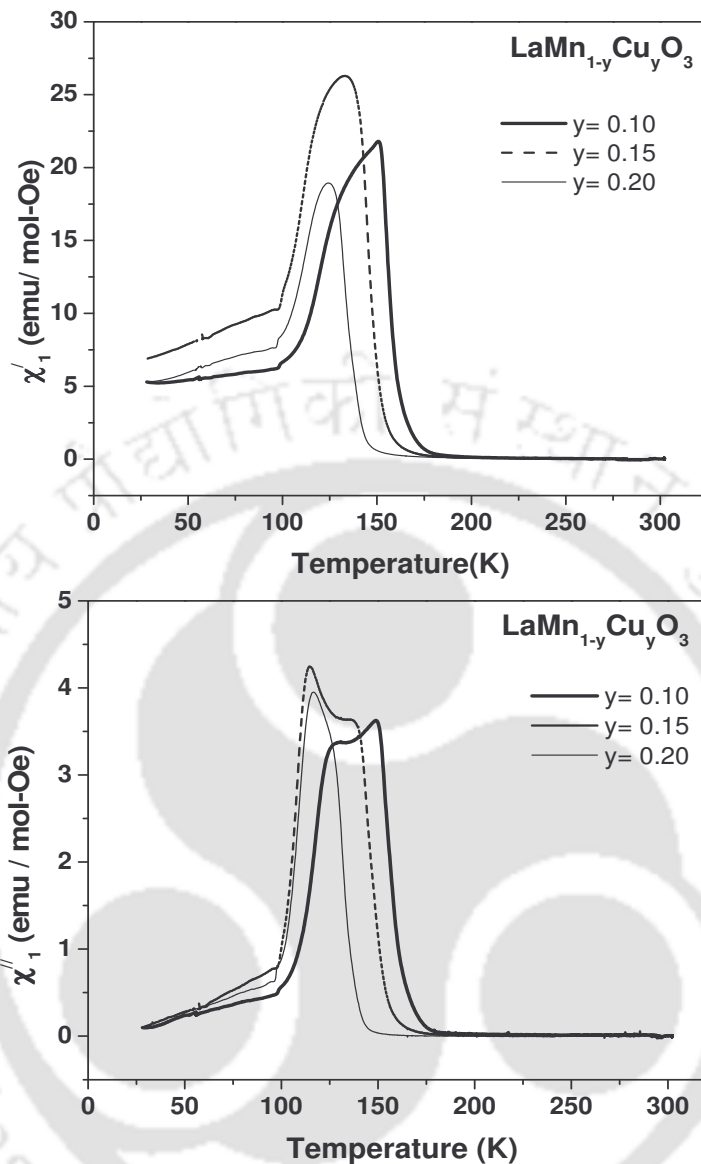 30
25
20
15
10
5
0
χ′₁ (emu/ mol-Oe)
LaMn₁₋yCuyO₃
y= 0.10
y= 0.15
y= 0.20
0 50 100 150 200 250 300
Temperature(K)
5
4
3
2
1
0
χ″₁ (emu / mol-Oe)
LaMn₁₋yCuyO₃
y= 0.10
y= 0.15
y= 0.20
0 50 100 150 200 250 300
Temperature (K)